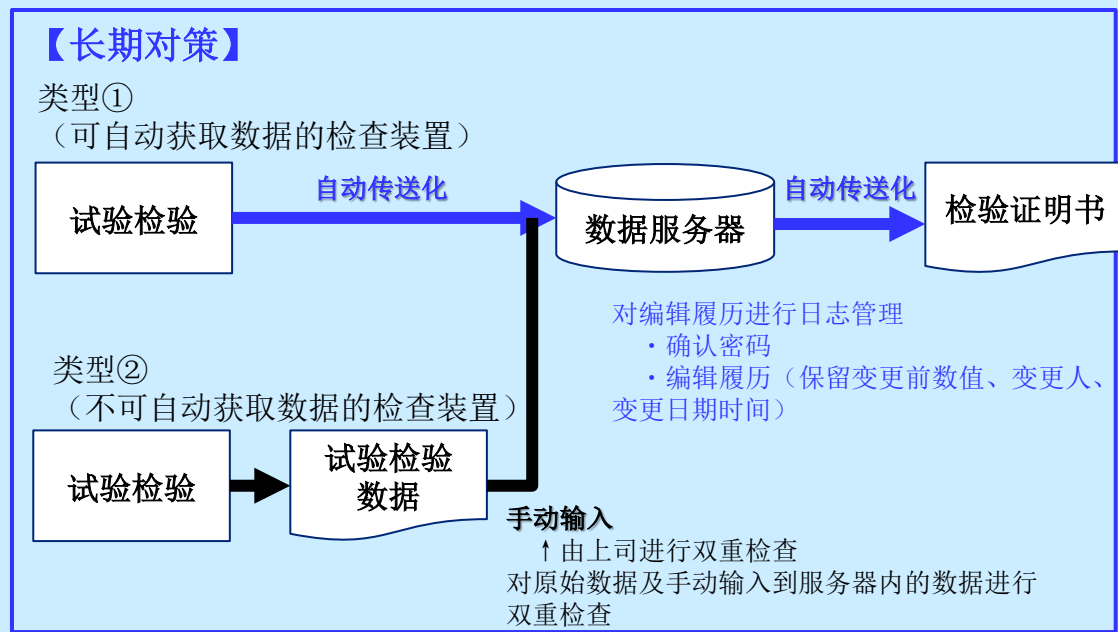 【长期对策】
类型①
（可自动获取数据的检查装置）
试验检验
自动传送化
数据服务器
自动传送化
检验证明书
对编辑履历进行日志管理
・确认密码
・编辑履历（保留变更前数值、变更人、
变更日期时间）
类型②
（不可自动获取数据的检查装置）
试验检验
试验检验
数据
手动输入
↑由上司进行双重检查
对原始数据及手动输入到服务器内的数据进行
双重检查